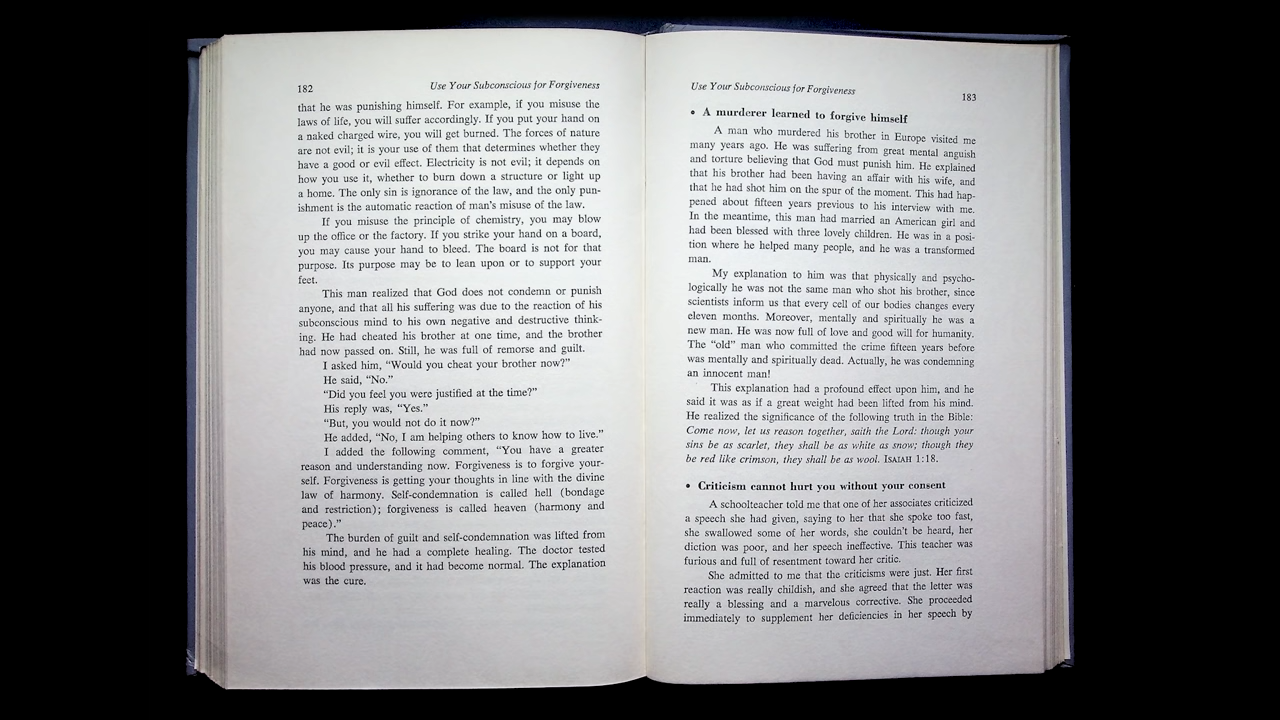 182
Use Your Subconscious for Forgiveness
that he was punishing himself. For example, if you misuse the
laws of life, you will suffer accordingly. If you put your hand on
a naked charged wire, you will get burned. The forces of nature
are not evil; it is your use of them that determines whether they
have a good or evil effect. Electricity is not evil; it depends on
how you use it, whether to burn down a structure or light up
a home. The only sin is ignorance of the law, and the only pun-
ishment is the automatic reaction of man's misuse of the law.
If you misuse the principle of chemistry, you may blow
up the office or the factory. If you strike your hand on a board,
you may cause your hand to bleed. The board is not for that
purpose. Its purpose may be to lean upon or to support your
feet.
This man realized that God does not condemn or punish
anyone, and that all his suffering was due to the reaction of his
subconscious mind to his own negative and destructive think-
ing. He had cheated his brother at one time, and the brother
had now passed on. Still, he was full of remorse and guilt.
I asked him, "Would you cheat your brother now?"
He said, "No."
"Did you feel you were justified at the time?"
His reply was, "Yes."
"But, you would not do it now?"
He added, "No, I am helping others to know how to live."
I added the following comment, "You have a greater
reason and understanding now. Forgiveness is to forgive your-
self. Forgiveness is getting your thoughts in line with the divine
law of harmony. Self-condemnation is called hell (bondage
and restriction); forgiveness is called heaven (harmony and
peace)."
The burden of guilt and self-condemnation was lifted from
his mind, and he had a complete healing. The doctor tested
his blood pressure, and it had become normal. The explanation
was the cure.
Use Your Subconscious for Forgiveness
183
• A murderer learned to forgive himself
A man who murdered his brother in Europe visited me
many years ago. He was suffering from great mental anguish
and torture believing that God must punish him. He explained
that his brother had been having an affair with his wife, and
that he had shot him on the spur of the moment. This had hap-
pened about fifteen years previous to his interview with me.
In the meantime, this man had married an American girl and
had been blessed with three lovely children. He was in a posi-
tion where he helped many people, and he was a transformed
man.
My explanation to him was that physically and psycho-
logically he was not the same man who shot his brother, since
scientists inform us that every cell of our bodies changes every
eleven months. Moreover, mentally and spiritually he was a
new man. He was now full of love and good will for humanity.
The "old" man who committed the crime fifteen years before
was mentally and spiritually dead. Actually, he was condemning
an innocent man!
This explanation had a profound effect upon him, and he
said it was as if a great weight had been lifted from his mind.
He realized the significance of the following truth in the Bible:
Come now, let us reason together, saith the Lord: though your
sins be as scarlet, they shall be as white as snow; though they
be red like crimson, they shall be as wool. ISAIAH 1:18.
• Criticism cannot hurt you without your consent
A schoolteacher told me that one of her associates criticized
a speech she had given, saying to her that she spoke too fast,
she swallowed some of her words, she couldn't be heard, her
diction was poor, and her speech ineffective. This teacher was
furious and full of resentment toward her critic.
She admitted to me that the criticisms were just. Her first
reaction was really childish, and she agreed that the letter was
really a blessing and a marvelous corrective. She proceeded
immediately to supplement her deficiencies in her speech by